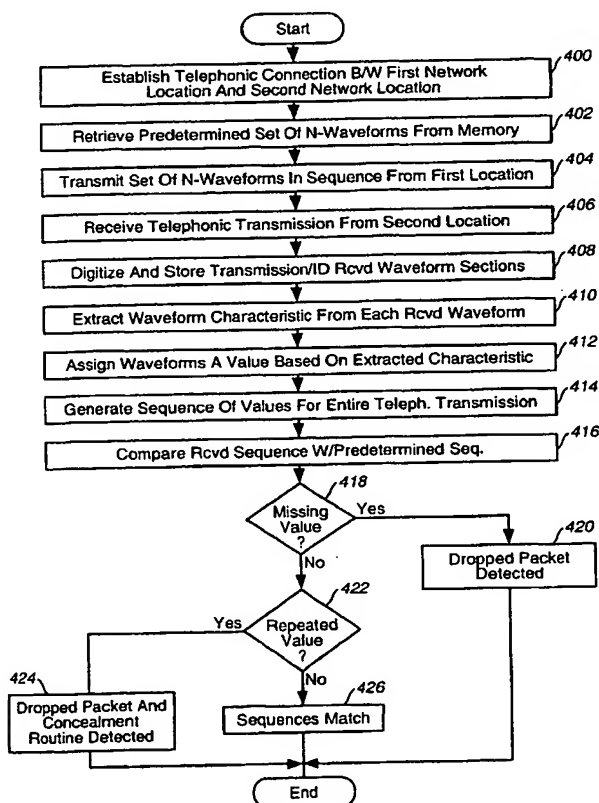 Start
400
Establish Telephonic Connection B/W First Network
Location And Second Network Location
402
Retrieve Predetermined Set Of N-Waveforms From Memory
404
Transmit Set Of N-Waveforms In Sequence From First Location
406
Receive Telephonic Transmission From Second Location
408
Digitize And Store Transmission/ID Rcvd Waveform Sections
410
Extract Waveform Characteristic From Each Rcvd Waveform
412
Assign Waveforms A Value Based On Extracted Characteristic
414
Generate Sequence Of Values For Entire Teleph. Transmission
416
Compare Rcvd Sequence W/Predetermined Seq.
418
Missing
Value
?
Yes
No
420
Dropped Packet
Detected
422
Repeated
Value
?
Yes
No
424
Dropped Packet And
Concealment
Routine Detected
426
Sequences Match
End